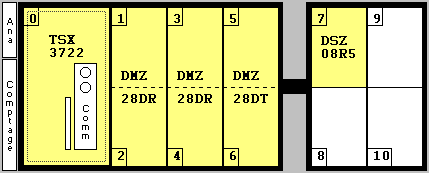 Ana
Comptage
0
TSX
3722
Comm
1
DMZ
28DR
2
3
DMZ
28DR
4
5
DMZ
28DT
6
7
DSZ
08R5
8
9
10